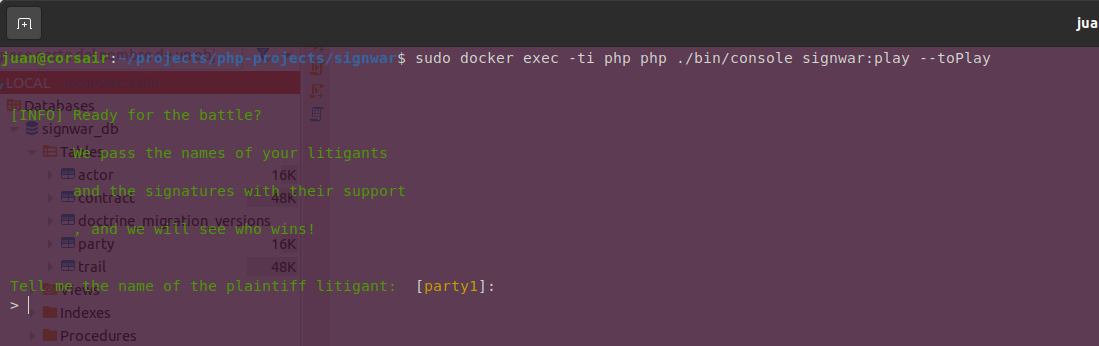 jua
juan@corsair:~/projects/php-projects/signwar$ sudo docker exec -ti php php ./bin/console signwar:play --toPlay
LOCAL
Databases
[INFO] Ready for the battle?
signwar_db
Tables
We pass the names of your litigants
actor 16K
and the signatures with their support
contract 48K
doctrine_migration_versions
, and we will see who wins!
party 16K
trail 48K
Tell me the name of the plaintiff litigant: [party1]:
Views
>
Indexes
Procedures